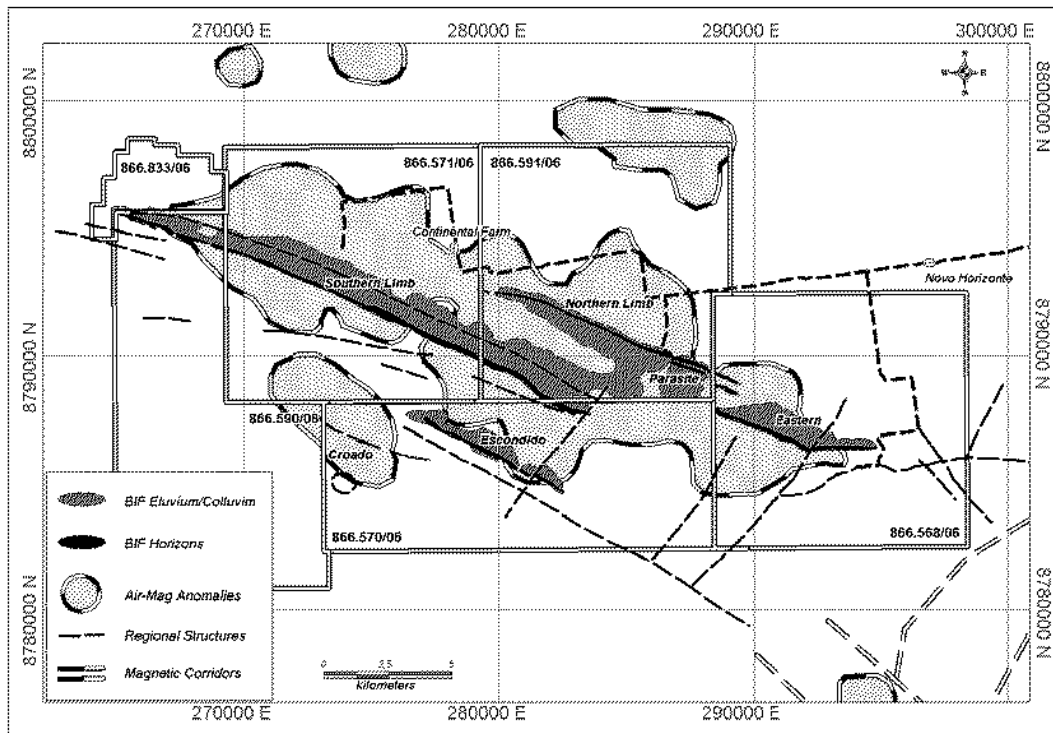 270000 E 280000 E 290000 E 300000 E
8800000 N
8800000 N
N
W E
S
866.833/06
866.571/06
866.591/06
Continental Farm
Novo Horizonte
Southern Limb
Northern Limb
8790000 N
8790000 N
Parasite
866.590/06
Escondido
Eastern
Croado
BIF Eluvium/Colluvim
BIF Horizons
866.570/06
866.568/06
Air-Mag Anomalies
8780000 N
8780000 N
Regional Structures
Magnetic Corridors
0 2,5 5
kilometers
270000 E 280000 E 290000 E